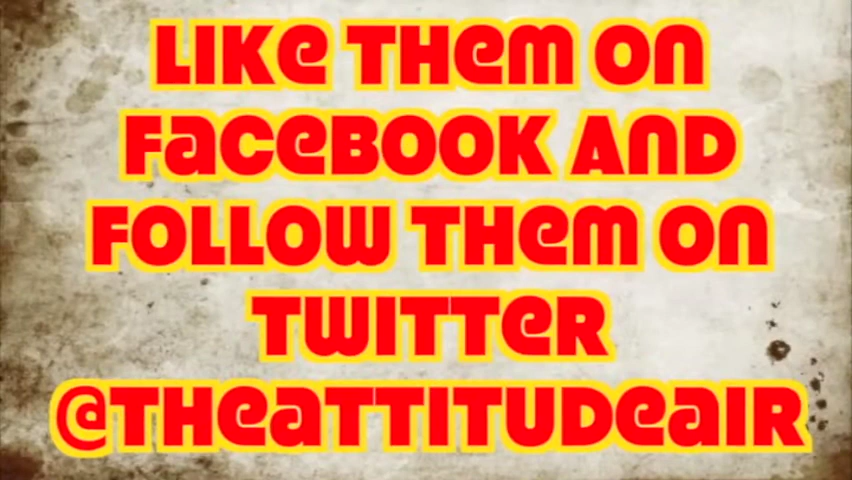 LIKE THEM ON
FACEBOOK AND
FOLLOW THEM ON
TWITTER
@THEATTITUDEAIR